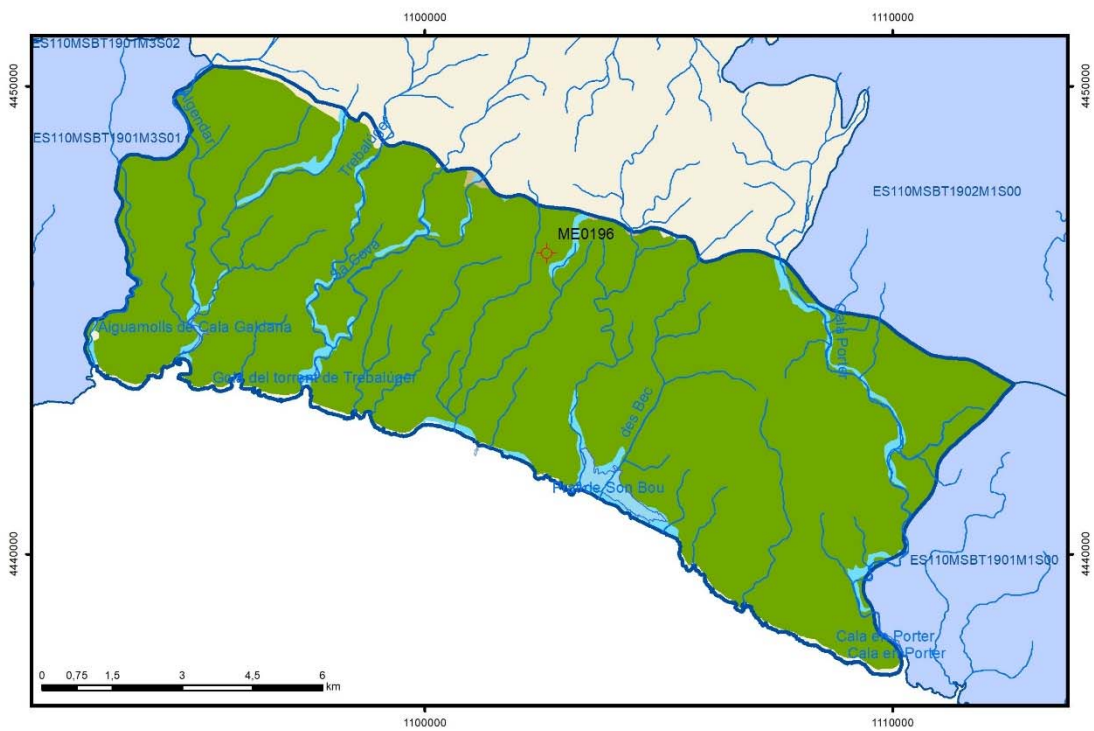 1100000
1110000
ES110MSBT1901M3S02
4450000
4450000
Algendar
ES110MSBT1901M3S01
Trebalúger
ES110MSBT1902M1S00
ME0196
Sa Cova
Aiguamolls de Cala Galdana
Cala Porter
Gola del torrent de Trebalúger
des Bec
Prat de Son Bou
4440000
4440000
ES110MSBT1901M1S00
Cala en Porter
Cala en Porter
0 0,75 1,5 3 4,5 6
km
1100000
1110000